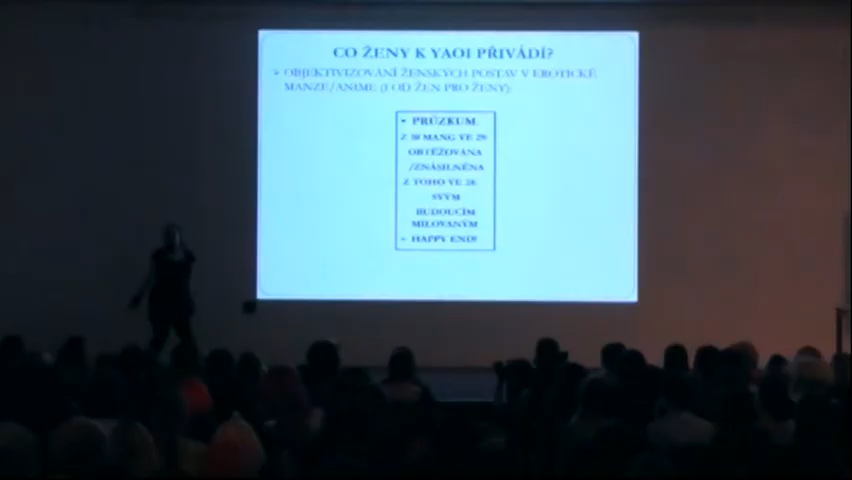 CO ŽENY K YAOI PŘIVÁDÍ?
➢ OBJEKTIVIZOVÁNÍ ŽENSKÝCH POSTAV V EROTICKÉ
MANZE/ANIME (I OD ŽEN PRO ŽENY):
• PRŮZKUM:
Z 30 MANG VE 29
OBTĚŽOVÁNA
/ZNÁSILNĚNA
Z TOHO VE 28
SVÝM
BUDOUCÍM
MILOVANÝM
HAPPY END!